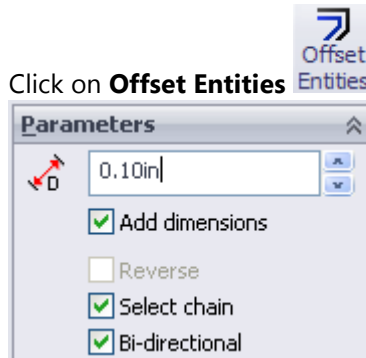 Offset
Click on Offset Entities Entities
Parameters
D
0.10in
Add dimensions
Reverse
Select chain
Bi-directional